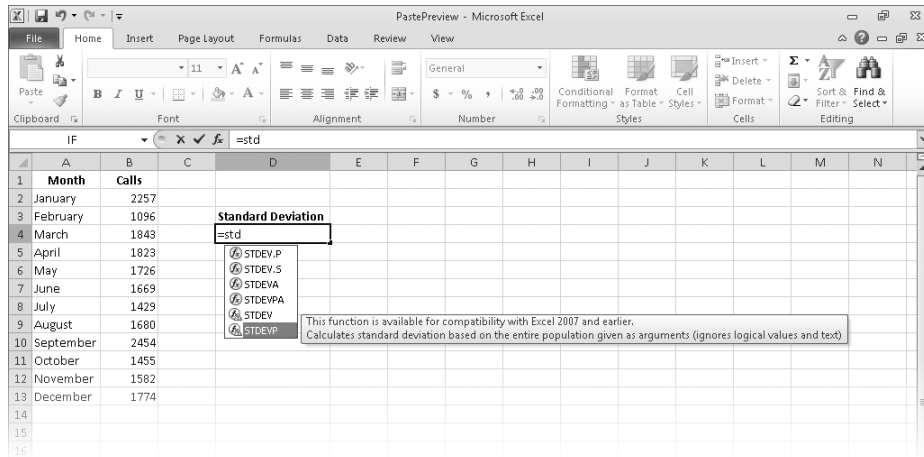 PastePreview - Microsoft Excel
File Home Insert Page Layout Formulas Data Review View
Paste
11 A A
General
Conditional Formatting
Format as Table
Cell Styles
Insert
Delete
Format
Σ
Sort & Filter
Find & Select
B I U
A
$ % , .00 .0
Clipboard Font Alignment Number Styles Cells Editing
IF fx =std
A B C D E F G H I J K L M N
1 Month Calls
2 January 2257
3 February 1096 Standard Deviation
4 March 1843 =std
5 April 1823 STDEV.P
6 May 1726 STDEV.S
7 June 1669 STDEVA
8 July 1429 STDEVPA
STDEV
9 August 1680
STDEVP
This function is available for compatibility with Excel 2007 and earlier.
Calculates standard deviation based on the entire population given as arguments (ignores logical values and text)
10 September 2454
11 October 1455
12 November 1582
13 December 1774
14
15
16